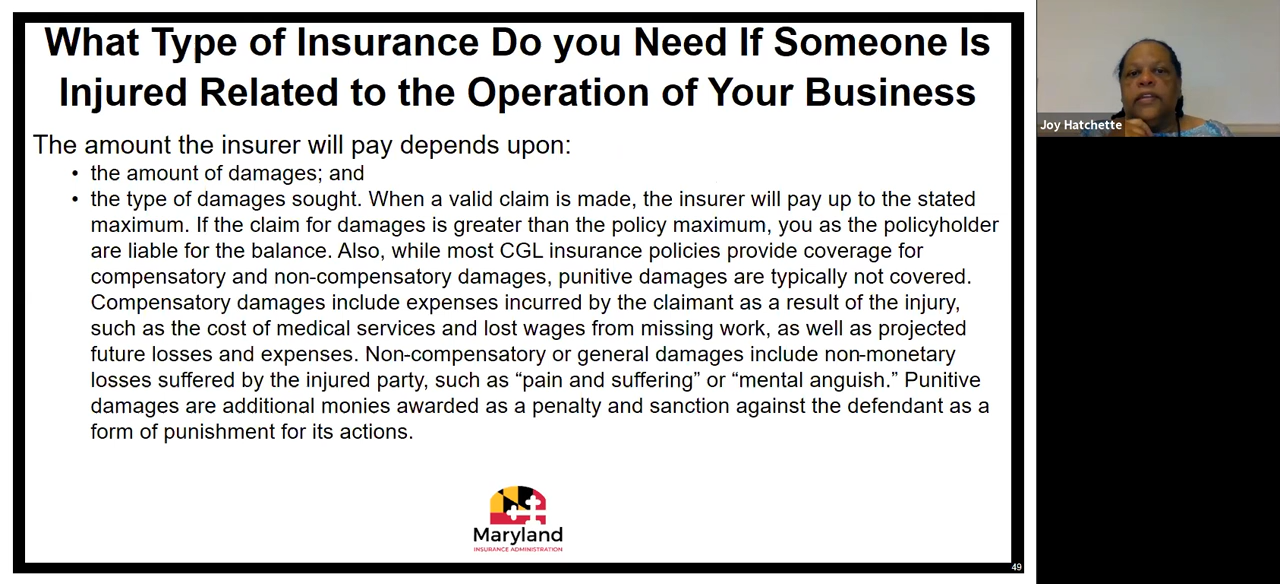 What Type of Insurance Do you Need If Someone Is
Injured Related to the Operation of Your Business
The amount the insurer will pay depends upon:
• the amount of damages; and
• the type of damages sought. When a valid claim is made, the insurer will pay up to the stated
maximum. If the claim for damages is greater than the policy maximum, you as the policyholder
are liable for the balance. Also, while most CGL insurance policies provide coverage for
compensatory and non-compensatory damages, punitive damages are typically not covered.
Compensatory damages include expenses incurred by the claimant as a result of the injury,
such as the cost of medical services and lost wages from missing work, as well as projected
future losses and expenses. Non-compensatory or general damages include non-monetary
losses suffered by the injured party, such as “pain and suffering” or “mental anguish.” Punitive
damages are additional monies awarded as a penalty and sanction against the defendant as a
form of punishment for its actions.
Maryland
INSURANCE ADMINISTRATION
49
Joy Hatchette